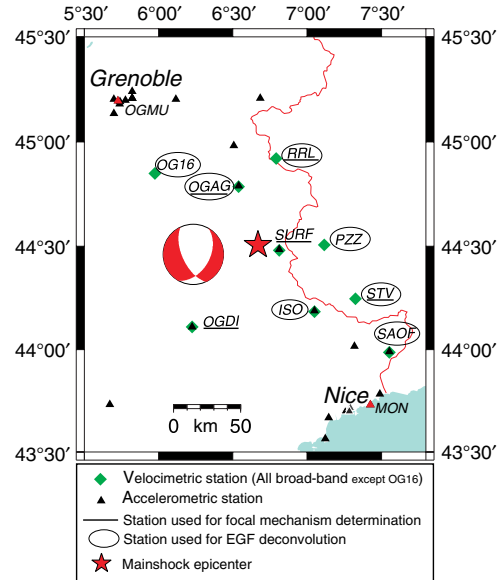 5°30' 6°00' 6°30' 7°00' 7°30'
45°30' 45°30'
Grenoble
OGMU
45°00' 45°00'
RRL
OG16
OGAG
44°30' SURF PZZ 44°30'
STV
ISO
OGDI
SAOF
44°00' 44°00'
Nice
MON
0 50
km
43°30' 43°30'
Velocimetric station (All broad-band except OG16)
Accelerometric station
Station used for focal mechanism determination
Station used for EGF deconvolution
Mainshock epicenter